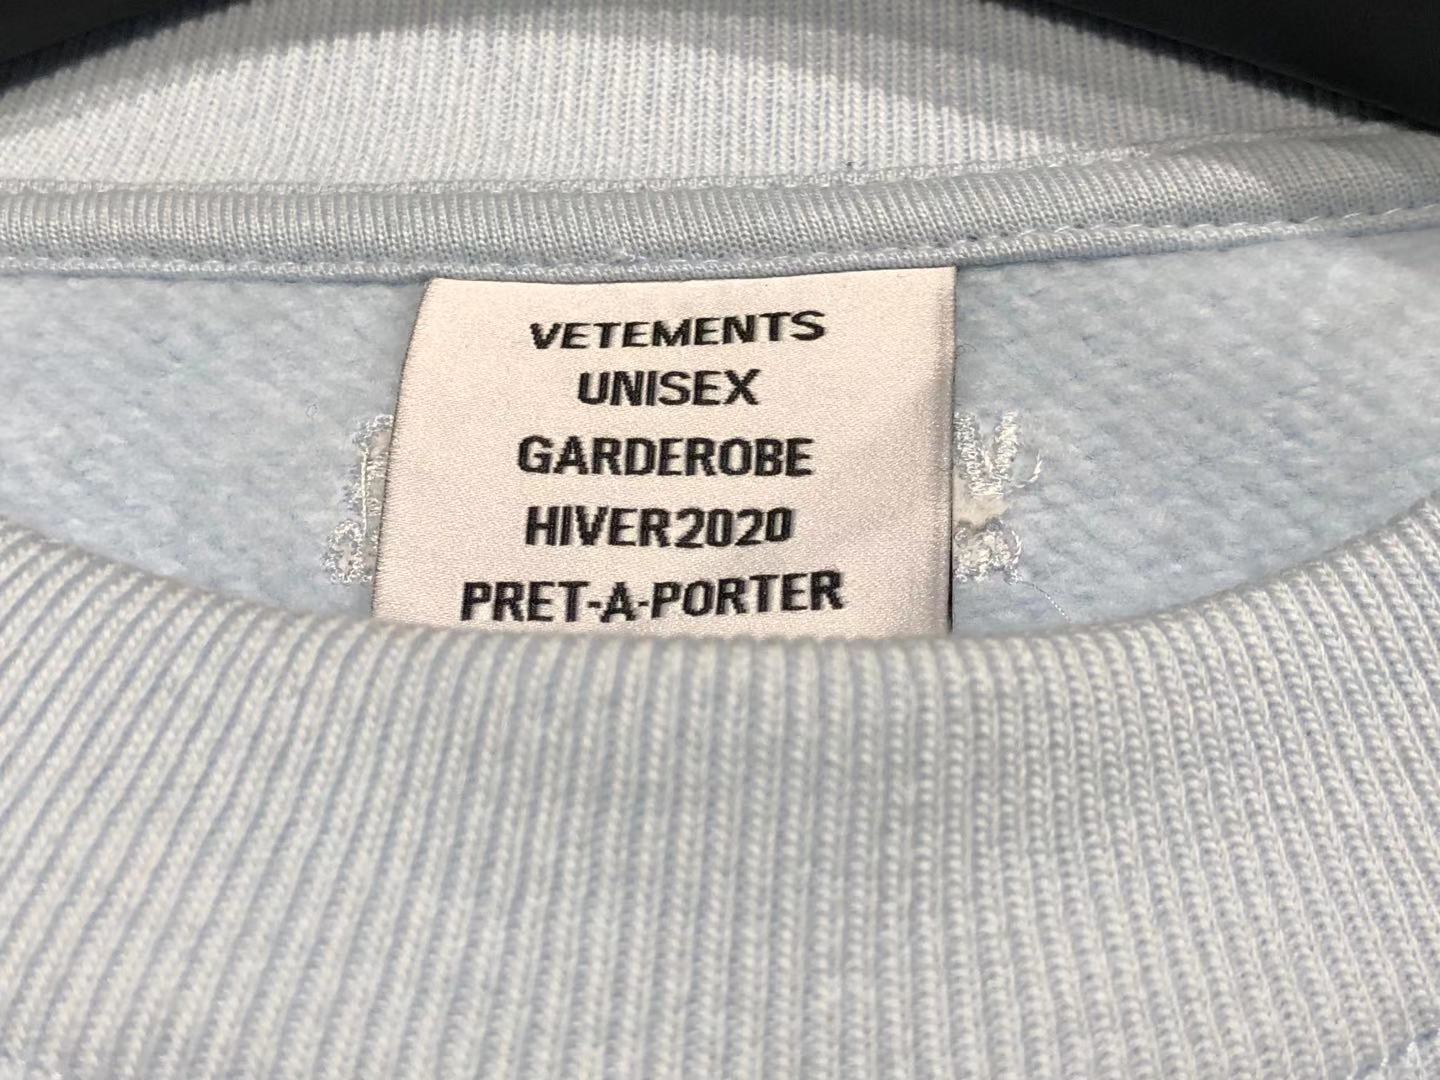 VETEMENTS
UNISEX
GARDEROBE
HIVER2020
PRET-A-PORTER